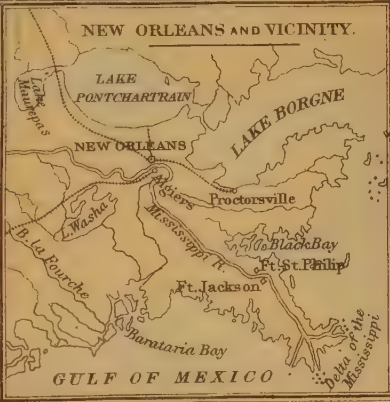 NEW ORLEANS AND VICINITY.
Lake
Maurepas
LAKE
PONTCHARTRAIN
LAKE BORGNE
NEW ORLEANS
Algiers
Proctorsville
L. Washa
Mississippi R.
B. la Fourche
Black Bay
Ft. St. Philip
Ft. Jackson
Barataria Bay
Delta of the
Mississippi
GULF OF MEXICO